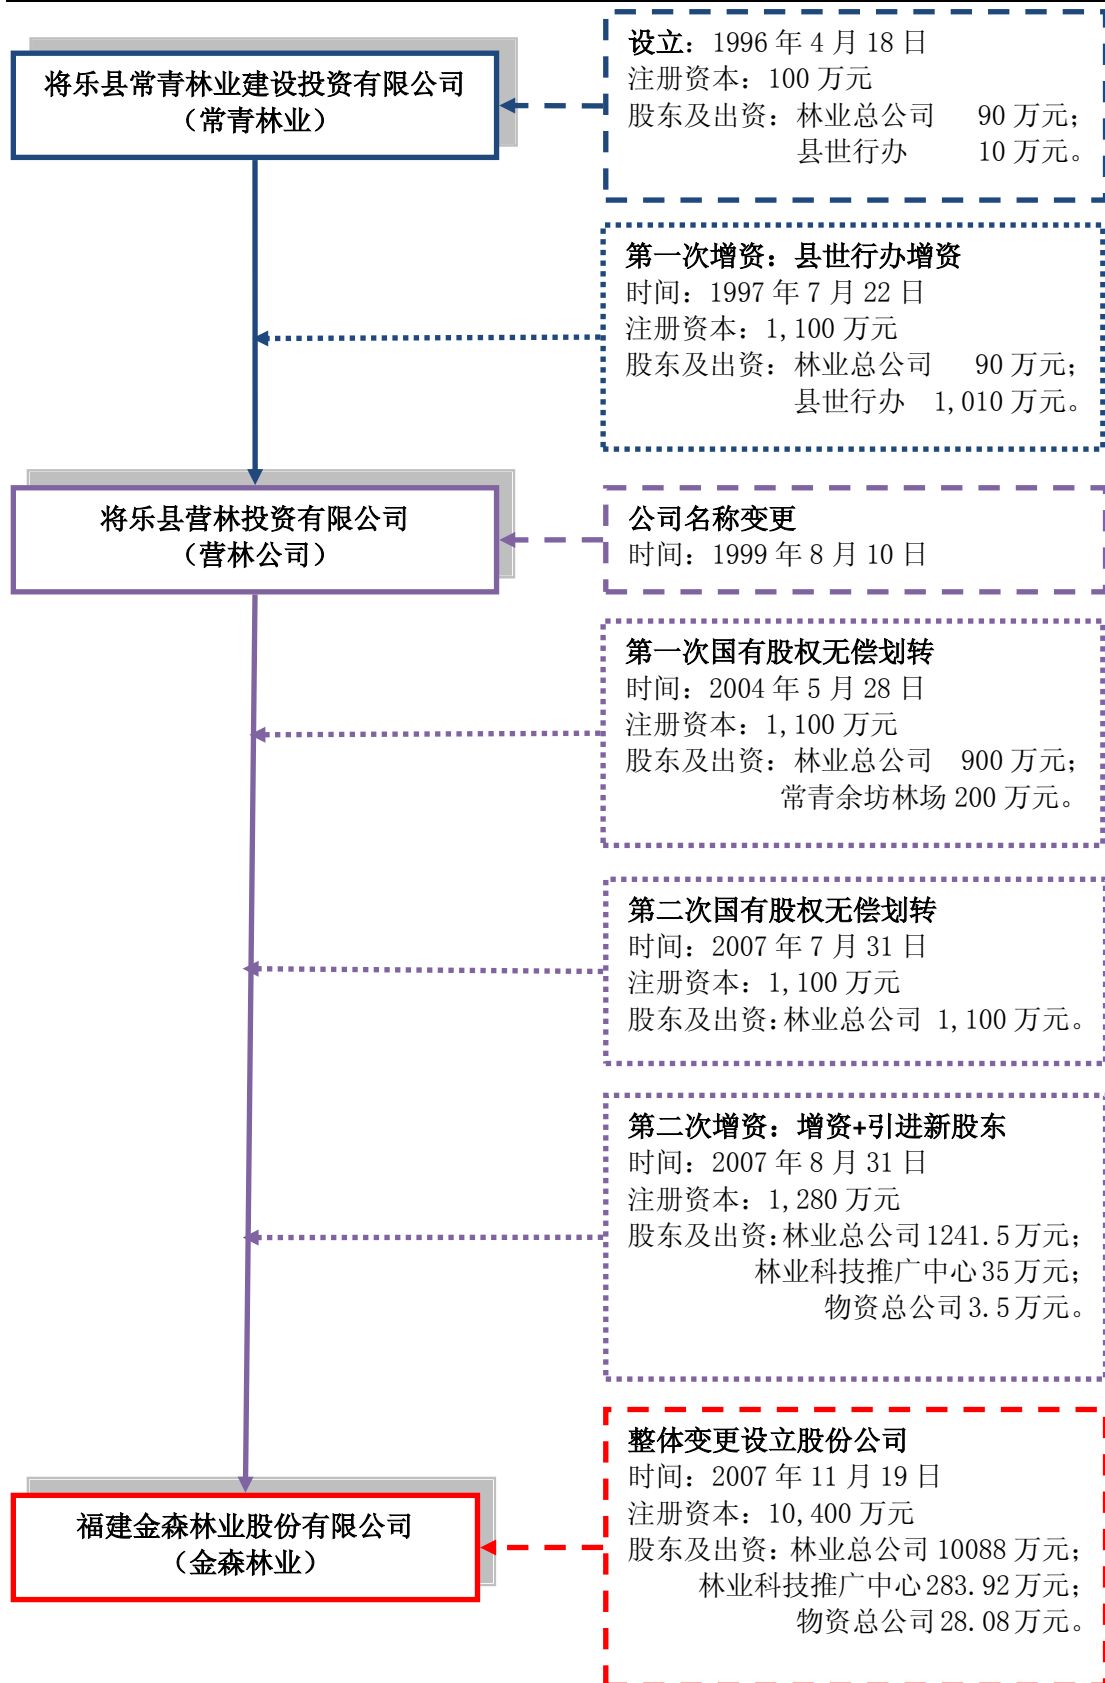 将乐县常青林业建设投资有限公司
（常青林业）
设立：1996 年 4 月 18 日
注册资本：100 万元
股东及出资：林业总公司 90 万元；
县世行办 10 万元。
第一次增资：县世行办增资
时间：1997 年 7 月 22 日
注册资本：1,100 万元
股东及出资：林业总公司 90 万元；
县世行办 1,010 万元。
将乐县营林投资有限公司
（营林公司）
公司名称变更
时间：1999 年 8 月 10 日
第一次国有股权无偿划转
时间：2004 年 5 月 28 日
注册资本：1,100 万元
股东及出资：林业总公司 900 万元；
常青余坊林场 200 万元。
第二次国有股权无偿划转
时间：2007 年 7 月 31 日
注册资本：1,100 万元
股东及出资：林业总公司 1,100 万元。
第二次增资：增资+引进新股东
时间：2007 年 8 月 31 日
注册资本：1,280 万元
股东及出资：林业总公司 1241.5 万元；
林业科技推广中心 35 万元；
物资总公司 3.5 万元。
整体变更设立股份公司
时间：2007 年 11 月 19 日
注册资本：10,400 万元
股东及出资：林业总公司 10088 万元；
林业科技推广中心 283.92 万元；
物资总公司 28.08 万元。
福建金森林业股份有限公司
（金森林业）